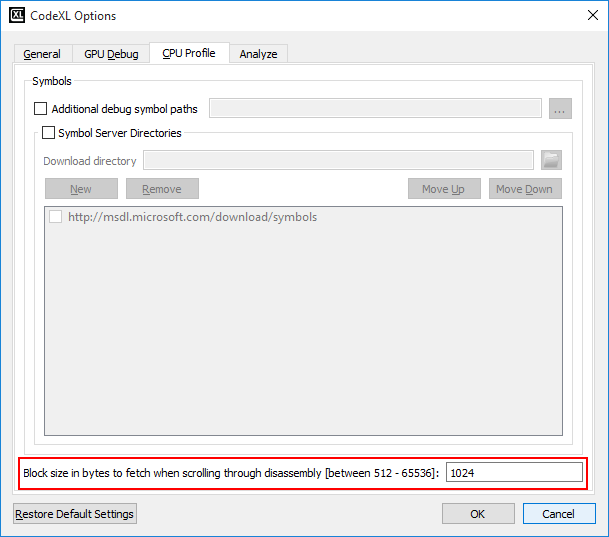 XL CodeXL Options
General GPU Debug CPU Profile Analyze
Symbols
Additional debug symbol paths ...
Symbol Server Directories
Download directory
New Remove Move Up Move Down
http://msdl.microsoft.com/download/symbols
Block size in bytes to fetch when scrolling through disassembly [between 512 - 65536]: 1024
Restore Default Settings OK Cancel